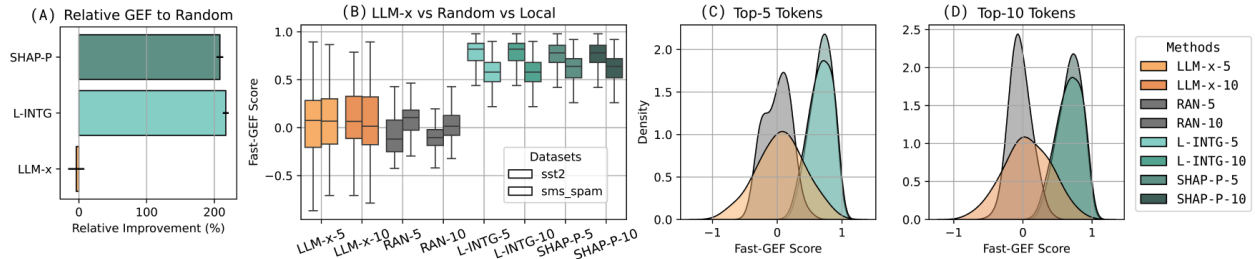 (A) Relative GEF to Random
SHAP-P
L-INTG
LLM-x
0 100 200
Relative Improvement (%)
(B) LLM-x vs Random vs Local
Fast-GEF Score
1.0
0.5
0.0
−0.5
Datasets
sst2
sms_spam
LLM-x-5
LLM-x-10
RAN-5
RAN-10
L-INTG-5
L-INTG-10
SHAP-P-5
SHAP-P-10
(C) Top-5 Tokens
Density
2.0
1.5
1.0
0.5
0.0
−1 0 1
Fast-GEF Score
(D) Top-10 Tokens
2.5
2.0
1.5
1.0
0.5
0.0
−1 0 1
Fast-GEF Score
Methods
LLM-x-5
LLM-x-10
RAN-5
RAN-10
L-INTG-5
L-INTG-10
SHAP-P-5
SHAP-P-10